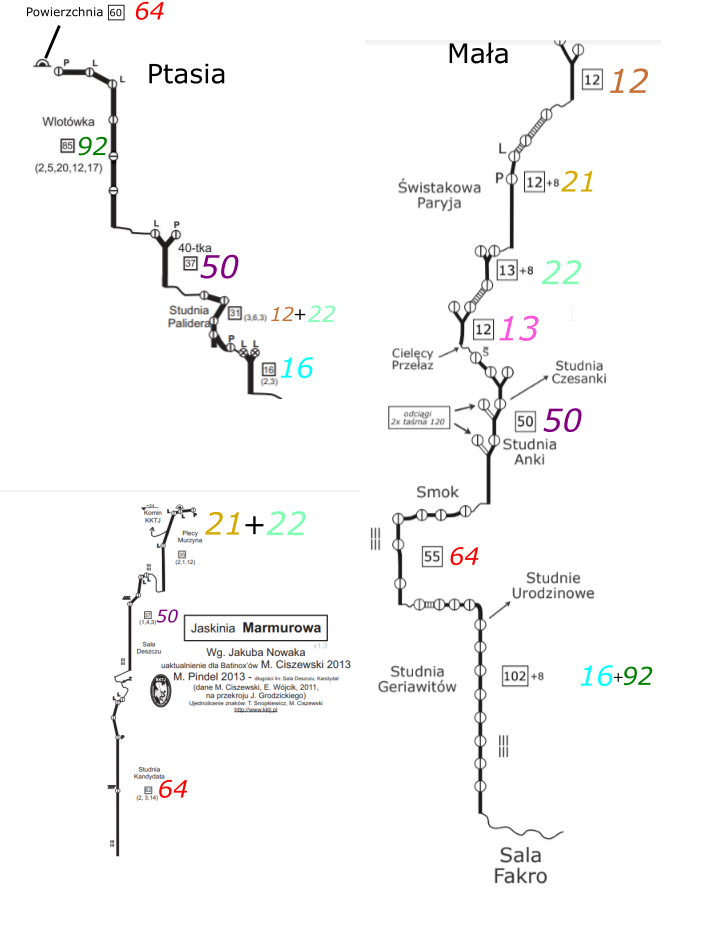 Powierzchnia 60 64
P L
L
Ptasia
Wlotówka
85 92
(2,5,20,12,17)
L P
40-tka
37 50
Studnia
Palidera
31 (3,6,3) 12+22
P L L
16 16
(2,3)
Mała
12 12
L
P
12 +8 21
Świstakowa
Paryja
13 +8 22
12 13
Cielęcy
Przełaz
Studnia
Czesanki
odciągi
2x taśma 120
50 50
Studnia
Anki
Smok
55 64
Studnie
Urodzinowe
Studnia
Geriawitów
102 +8 16+92
Sala
Fakro
Komin
KKTJ
L L P
21+22
Plecy
Murzyna
(2,1,12)
L
50
(1,4,3)
Sala
Deszczu
Jaskinia Marmurowa
v1.3
Wg. Jakuba Nowaka
uaktualnienie dla Batinox'ów M. Ciszewski 2013
M. Pindel 2013 - długości lin: Sala Deszczu, Kandydat
(dane M. Ciszewski, E. Wójcik, 2011,
na przekroju J. Grodzickiego)
Ujednolicenie znaków: T. Snopkiewicz, M. Ciszewski
http://www.kktj.pl
KKTJ
L
P
Studnia
Kandydata
64
(2, 3,14)